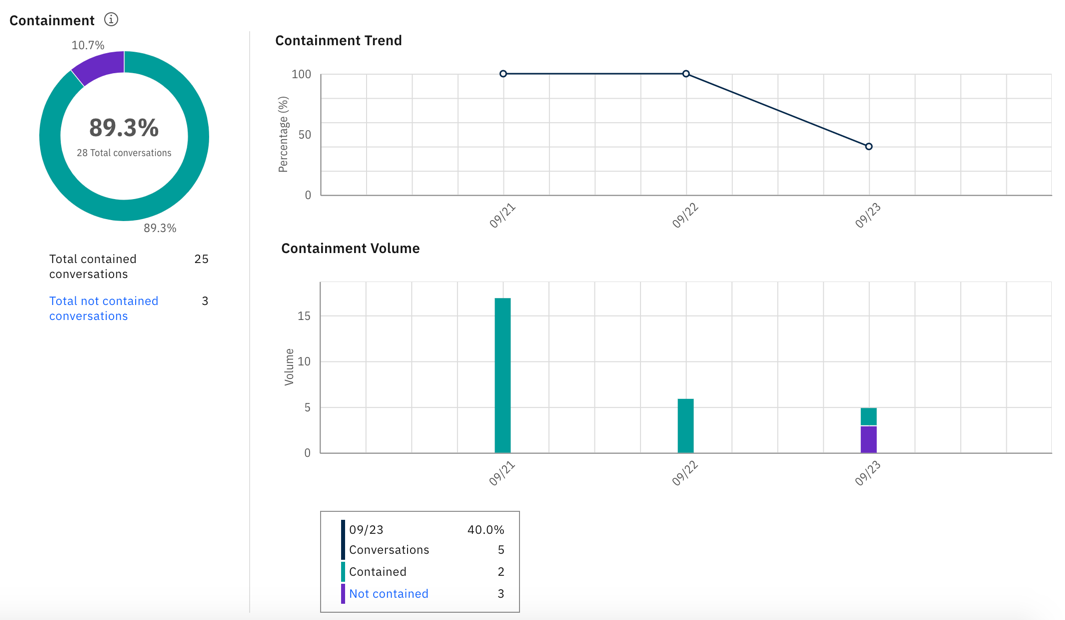 Containment
10.7%
89.3%
28 Total conversations
89.3%
Total contained
conversations
25
Total not contained
conversations
3
Containment Trend
Percentage (%)
100
50
0
09/21
09/22
09/23
Containment Volume
Volume
15
10
5
0
09/21
09/22
09/23
09/23 40.0%
Conversations 5
Contained 2
Not contained 3